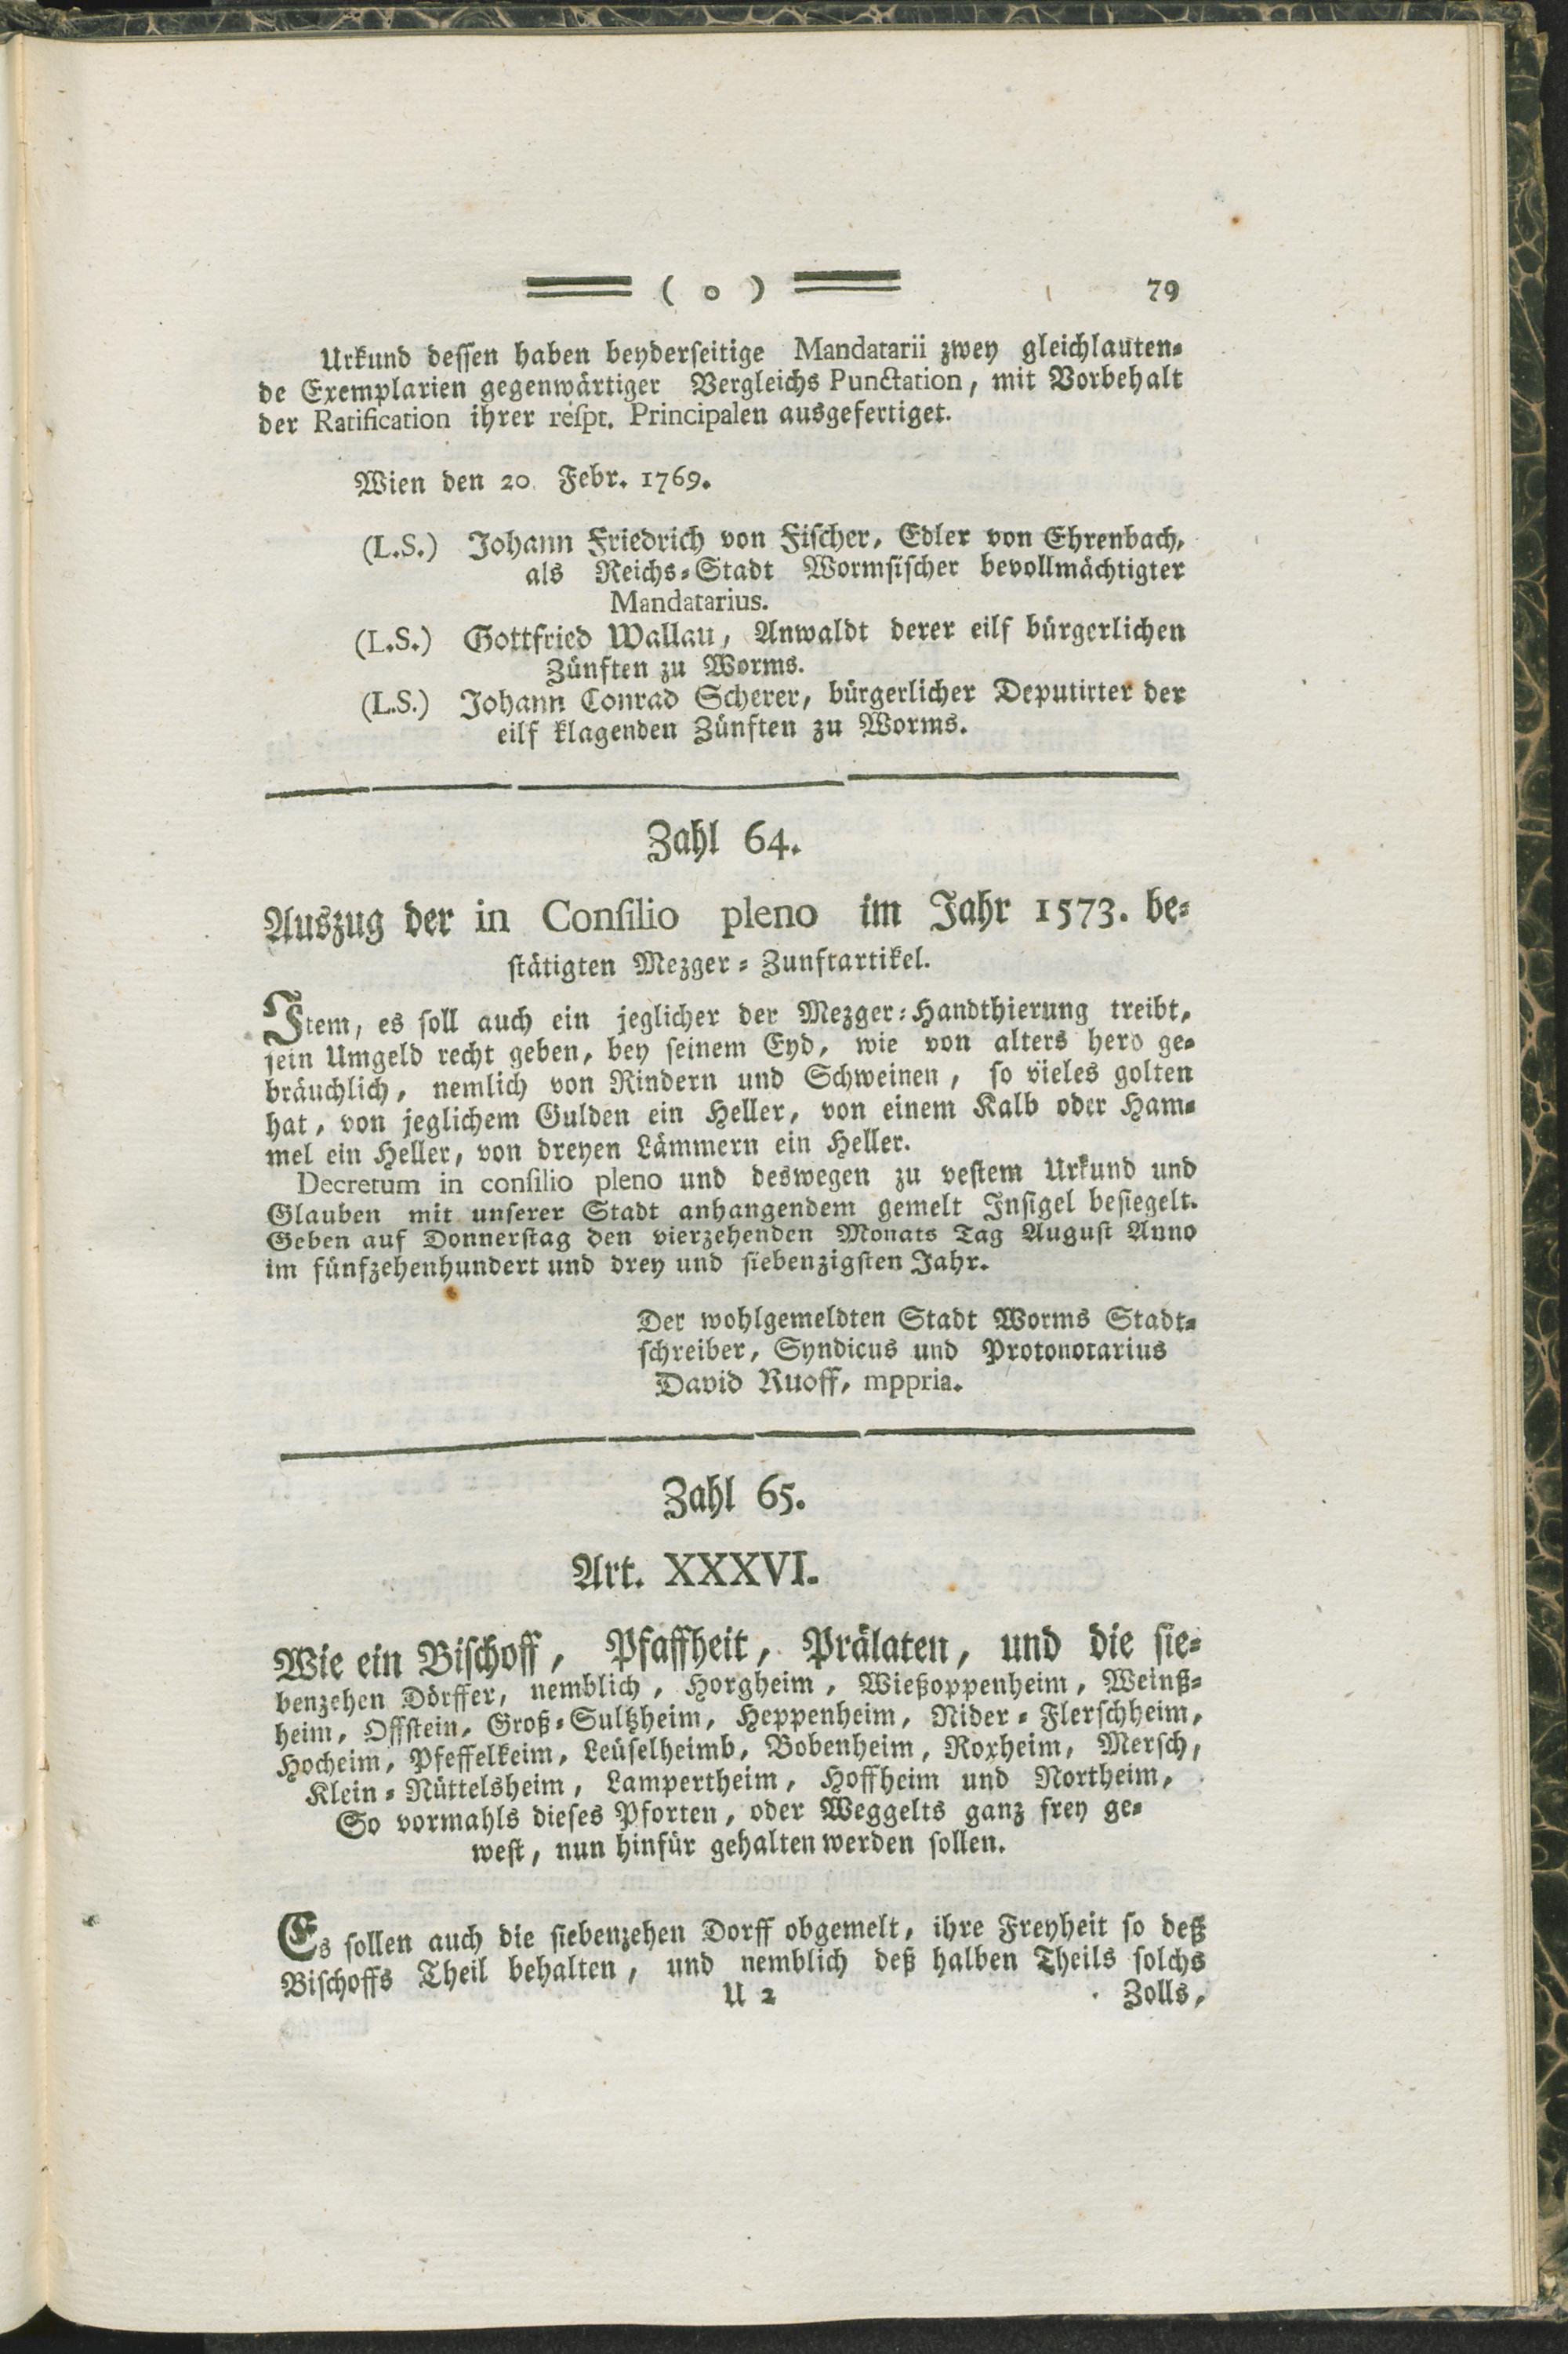 ( o ) 79
Urkund dessen haben beyderseitige Mandatarii zwey gleichlauten-
de Exemplarien gegenwärtiger Vergleichs Punctation, mit Vorbehalt
der Ratification ihrer respt. Principalen ausgefertiget.
Wien den 20 Febr. 1769.
(L.S.) Johann Friedrich von Fischer, Edler von Ehrenbach,
als Reichs-Stadt Wormsischer bevollmächtigter
Mandatarius.
(L.S.) Gottfried Wallau, Anwaldt derer eilf bürgerlichen
Zünften zu Worms.
(L.S.) Johann Conrad Scherer, bürgerlicher Deputirter der
eilf klagenden Zünften zu Worms.
Zahl 64.
Auszug der in Consilio pleno im Jahr 1573. be-
stätigten Mezger-Zunftartikel.
Item, es soll auch ein jeglicher der Mezger-Handthierung treibt,
sein Umgeld recht geben, bey seinem Eyd, wie von alters hero ge-
bräuchlich, nemlich von Rindern und Schweinen, so vieles golten
hat, von jeglichem Gulden ein Heller, von einem Kalb oder Ham-
mel ein Heller, von dreyen Lämmern ein Heller.
Decretum in consilio pleno und deswegen zu vestem Urkund und
Glauben mit unserer Stadt anhangendem gemelt Insigel besiegelt.
Geben auf Donnerstag den vierzehenden Monats Tag August Anno
im fünfzehenhundert und drey und siebenzigsten Jahr.
Der wohlgemeldten Stadt Worms Stadt-
schreiber, Syndicus und Protonotarius
David Ruoff, mppria.
Zahl 65.
Art. XXXVI.
Wie ein Bischoff, Pfaffheit, Prälaten, und die sie-
benzehen Dörffer, nemblich, Horgheim, Wießoppenheim, Weinß-
heim, Offstein, Groß-Sultzheim, Heppenheim, Nider-Flerschheim,
Hocheim, Pfeffelkeim, Leüselheimb, Bobenheim, Roxheim, Mersch,
Klein-Nüttelsheim, Lampertheim, Hoffheim und Northeim,
So vormahls dieses Pforten, oder Weggelts ganz frey ge-
west, nun hinfür gehalten werden sollen.
Es sollen auch die siebenzehen Dorff obgemelt, ihre Freyheit so deß
Bischoffs Theil behalten, und nemblich deß halben Theils solchs
U 2 Zolls,